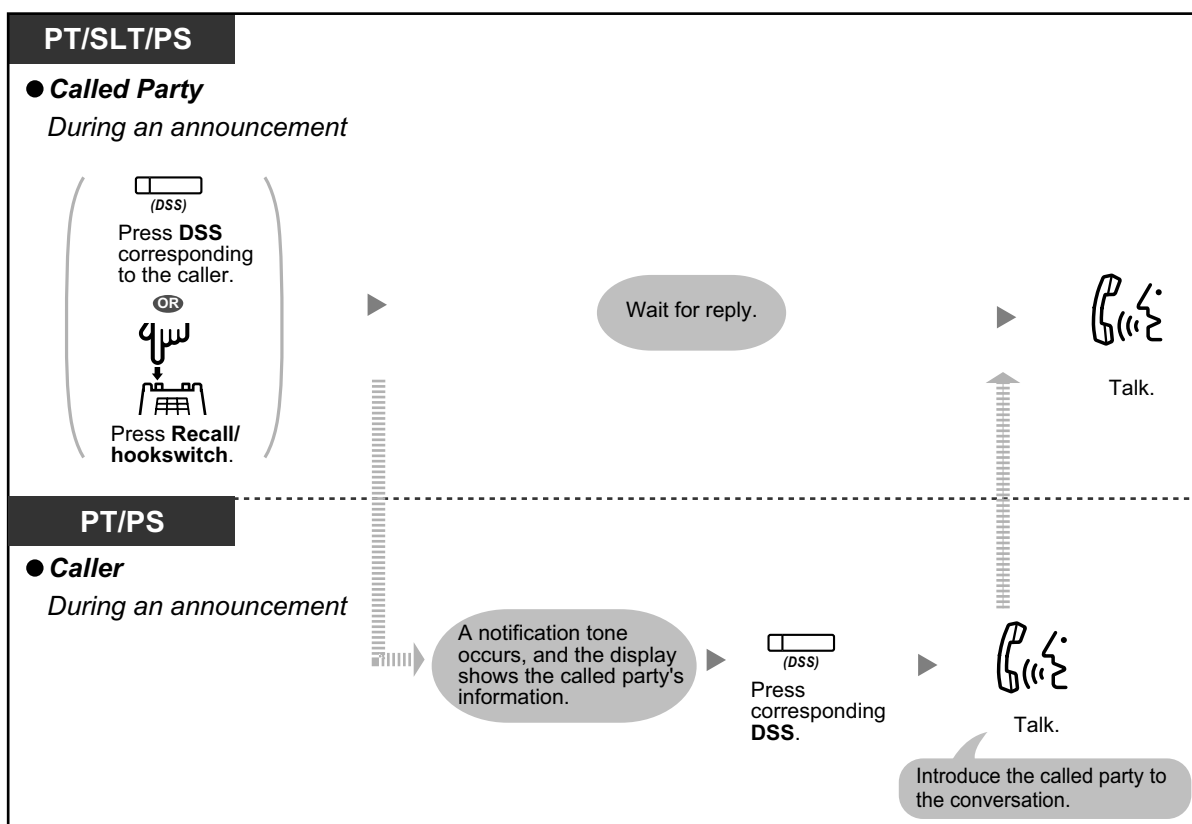 PT/SLT/PS
● Called Party
During an announcement
(DSS)
Press DSS
corresponding
to the caller.
OR
Press Recall/
hookswitch.
Wait for reply.
Talk.
PT/PS
● Caller
During an announcement
A notification tone
occurs, and the display
shows the called party's
information.
(DSS)
Press
corresponding
DSS.
Talk.
Introduce the called party to
the conversation.